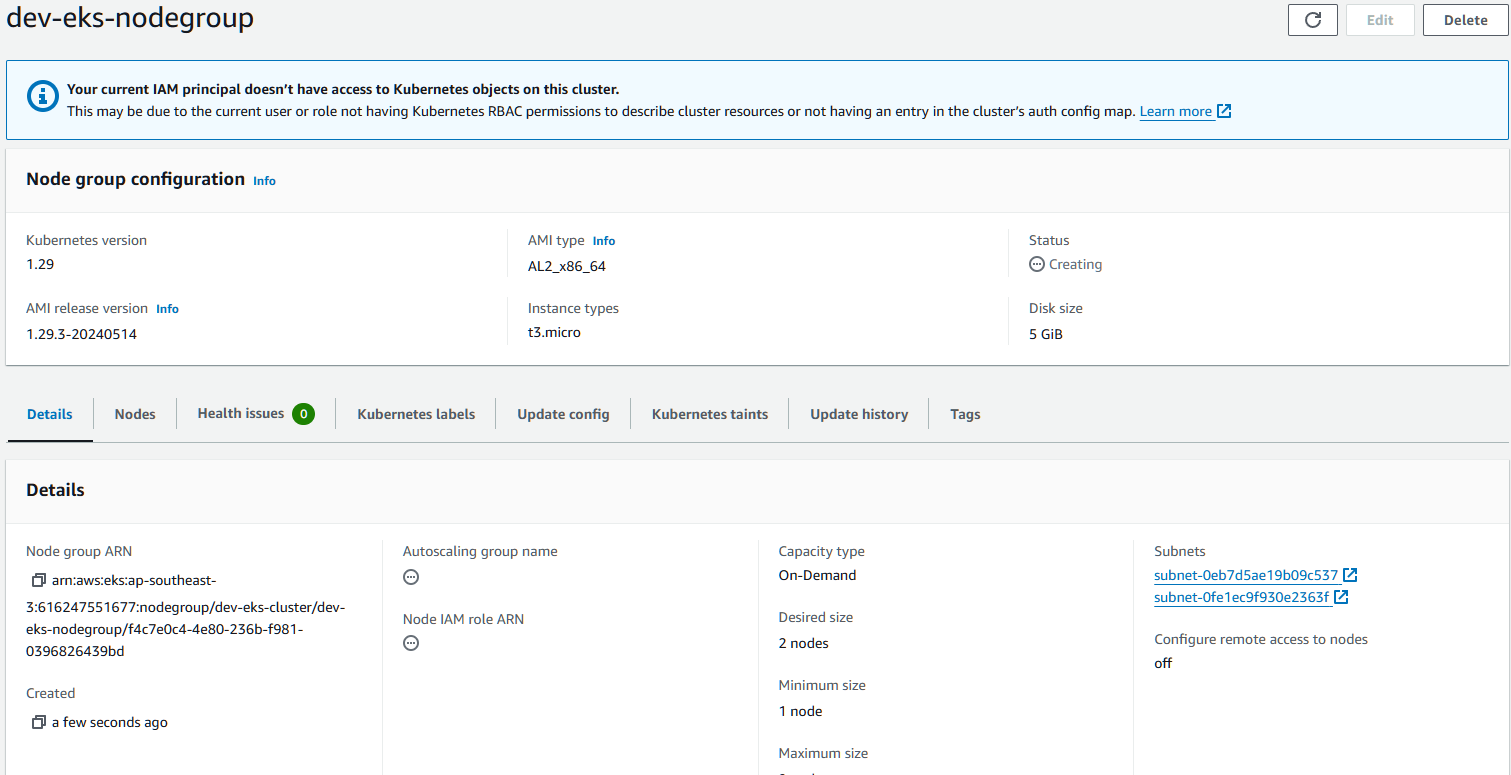 dev-eks-nodegroup
Edit
Delete
Your current IAM principal doesn’t have access to Kubernetes objects on this cluster.
This may be due to the current user or role not having Kubernetes RBAC permissions to describe cluster resources or not having an entry in the cluster’s auth config map. Learn more
Node group configuration Info
Kubernetes version
1.29
AMI type Info
AL2_x86_64
Status
Creating
AMI release version Info
1.29.3-20240514
Instance types
t3.micro
Disk size
5 GiB
Details
Nodes
Health issues 0
Kubernetes labels
Update config
Kubernetes taints
Update history
Tags
Details
Node group ARN
arn:aws:eks:ap-southeast-
3:616247551677:nodegroup/dev-eks-cluster/dev-
eks-nodegroup/f4c7e0c4-4e80-236b-f981-
0396826439bd
Created
a few seconds ago
Autoscaling group name
Node IAM role ARN
Capacity type
On-Demand
Desired size
2 nodes
Minimum size
1 node
Maximum size
Subnets
subnet-0eb7d5ae19b09c537
subnet-0fe1ec9f930e2363f
Configure remote access to nodes
off